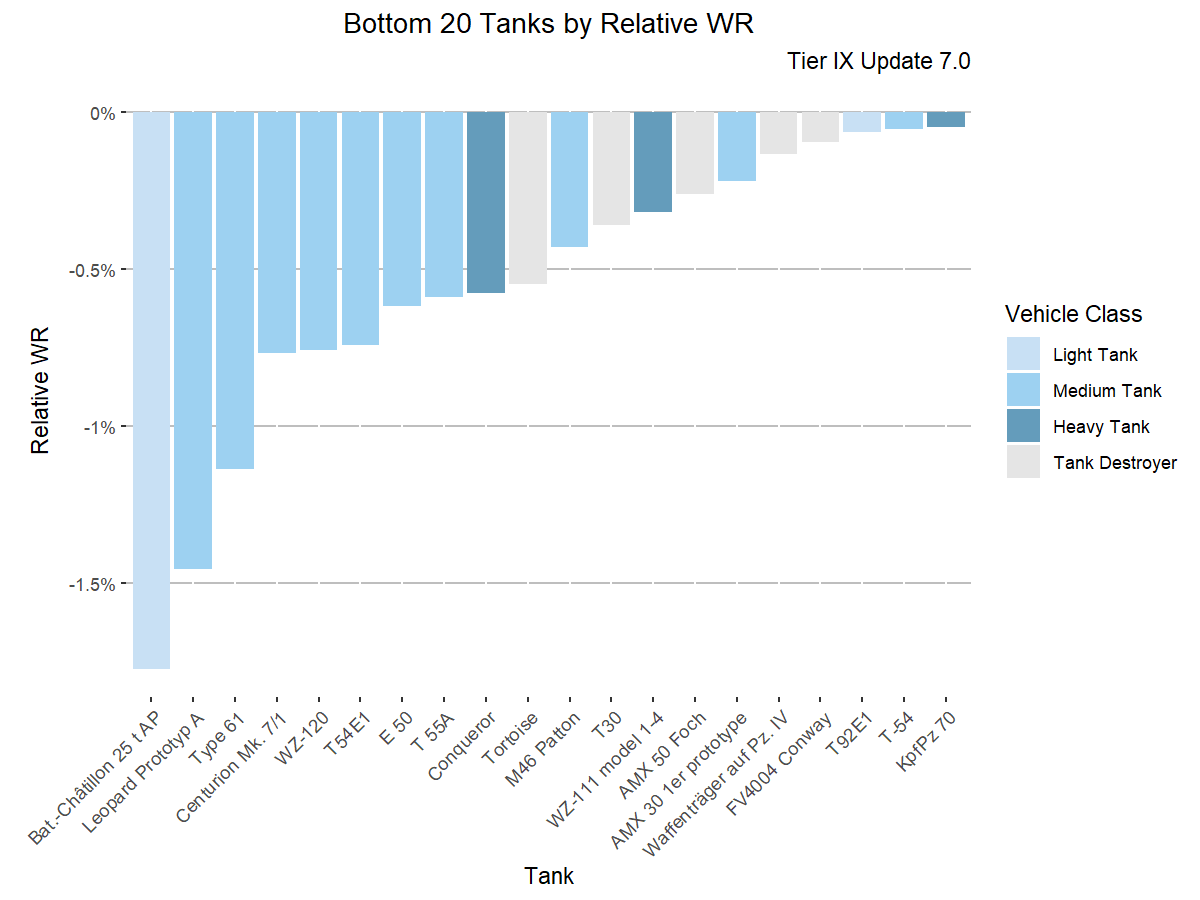 Bottom 20 Tanks by Relative WR
Tier IX Update 7.0
0%
-0.5%
-1%
-1.5%
Relative WR
Bat.-Châtillon 25 t AP
Leopard Prototyp A
Type 61
Centurion Mk. 7/1
WZ-120
T54E1
E 50
T 55A
Conqueror
Tortoise
M46 Patton
T30
WZ-111 model 1-4
AMX 50 Foch
AMX 30 1er prototype
Waffenträger auf Pz. IV
FV4004 Conway
T92E1
T-54
KpfPz 70
Tank
Vehicle Class
Light Tank
Medium Tank
Heavy Tank
Tank Destroyer